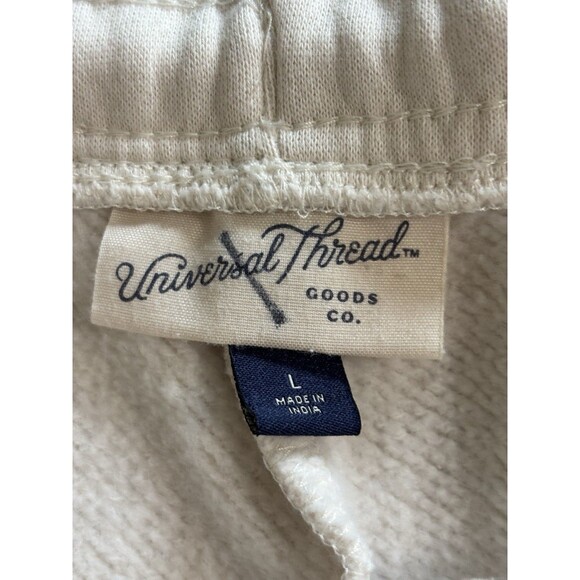 Universal Thread™
GOODS
CO.
L
MADE IN
INDIA